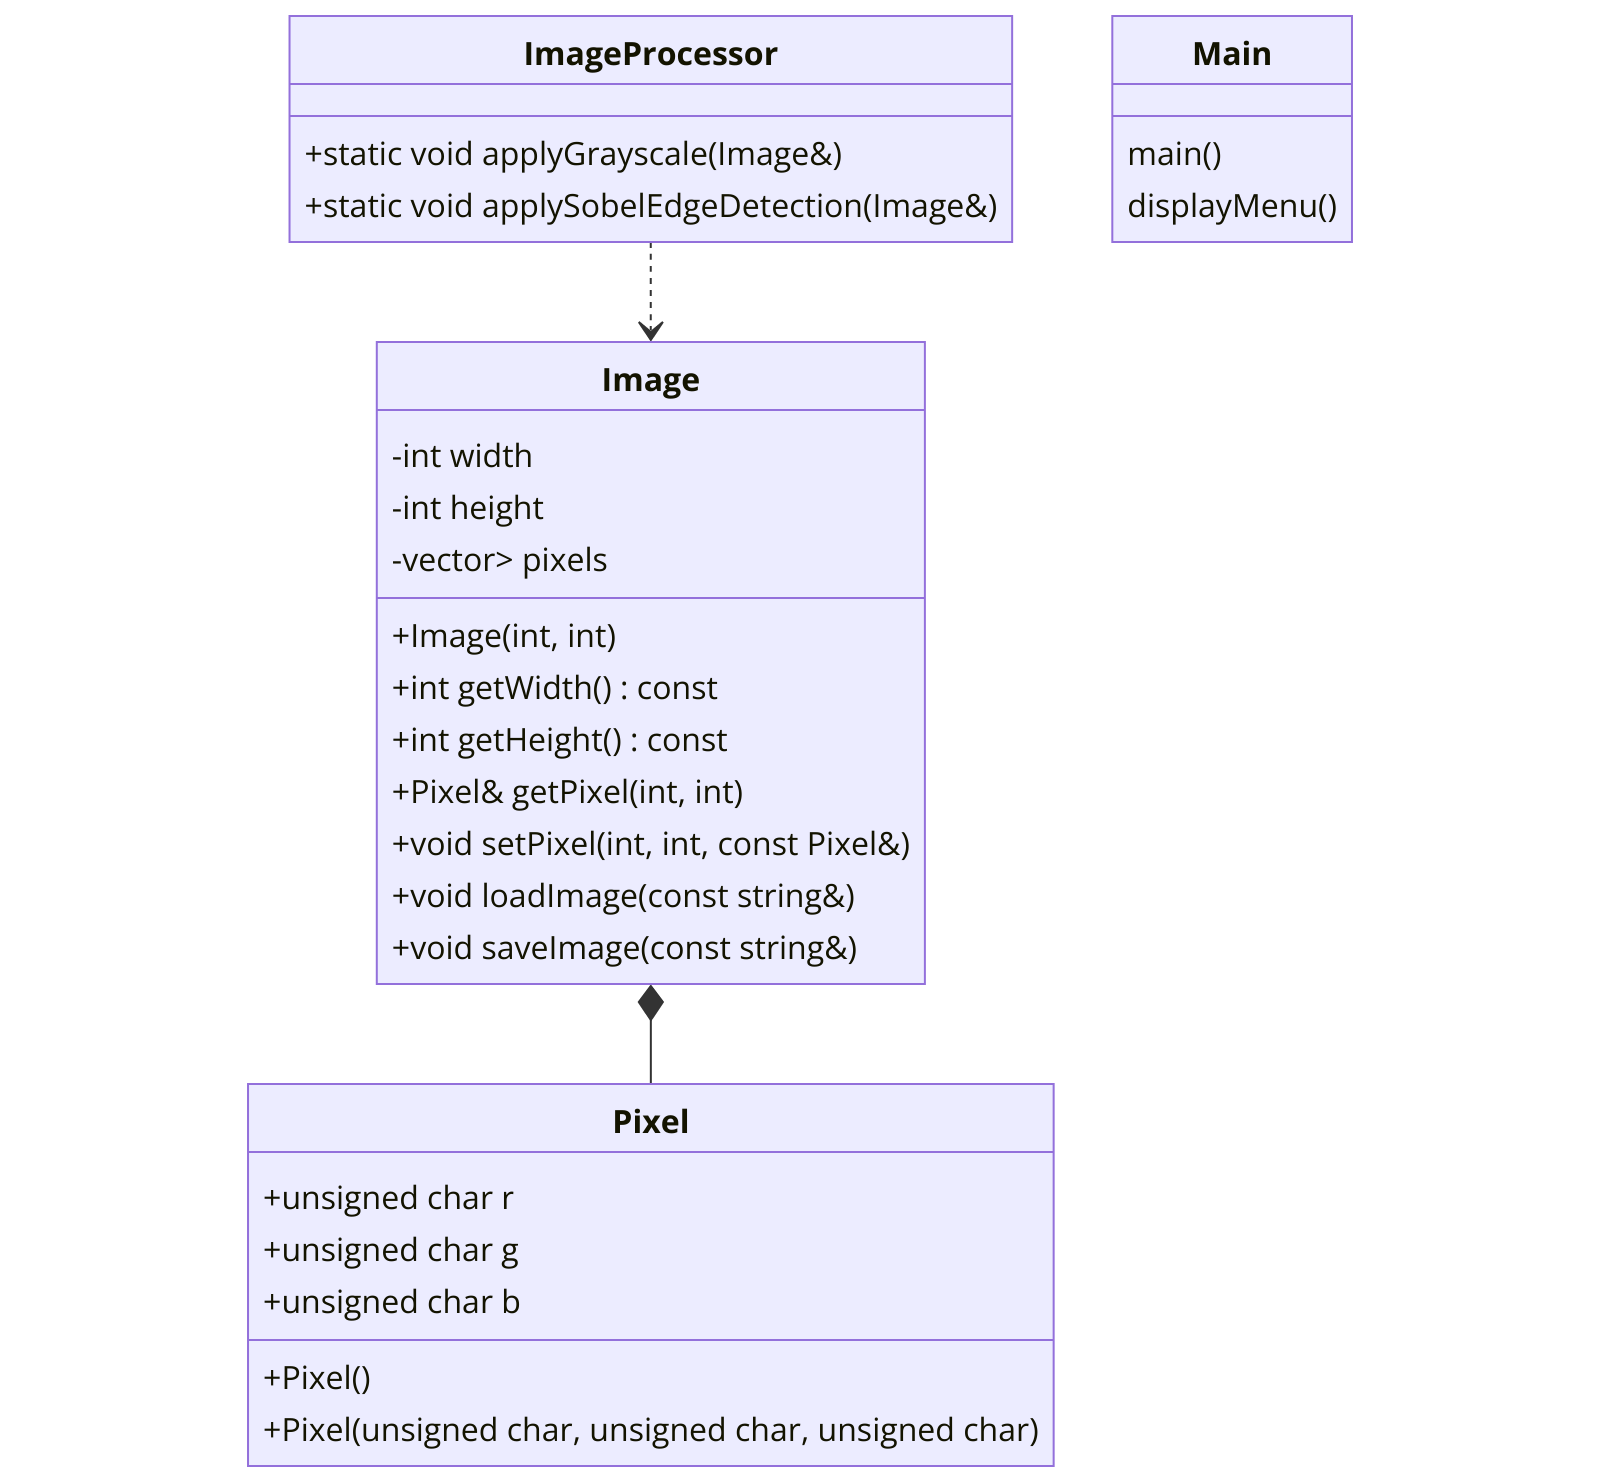 ImageProcessor
+static void applyGrayscale(Image&)
+static void applySobelEdgeDetection(Image&)
Main
main()
displayMenu()
Image
-int width
-int height
-vector> pixels
+Image(int, int)
+int getWidth() : const
+int getHeight() : const
+Pixel& getPixel(int, int)
+void setPixel(int, int, const Pixel&)
+void loadImage(const string&)
+void saveImage(const string&)
Pixel
+unsigned char r
+unsigned char g
+unsigned char b
+Pixel()
+Pixel(unsigned char, unsigned char, unsigned char)